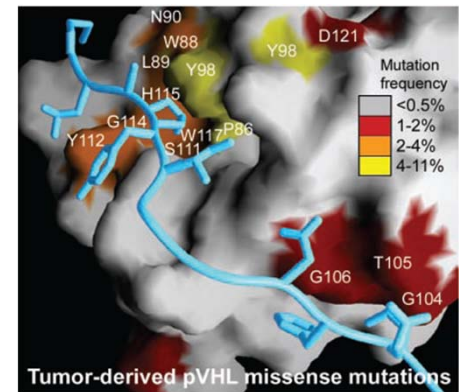 N90
W88
L89
Y98
Y98
D121
Mutation
frequency
<0.5%
1-2%
2-4%
4-11%
H115
G114
W117
P86
Y112
S111
G106
T105
G104
Tumor-derived pVHL missense mutations